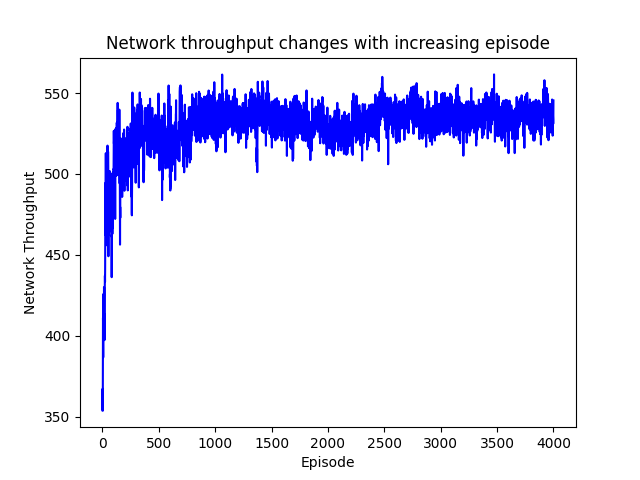 Network throughput changes with increasing episode
Network Throughput
550
500
450
400
350
0 500 1000 1500 2000 2500 3000 3500 4000
Episode